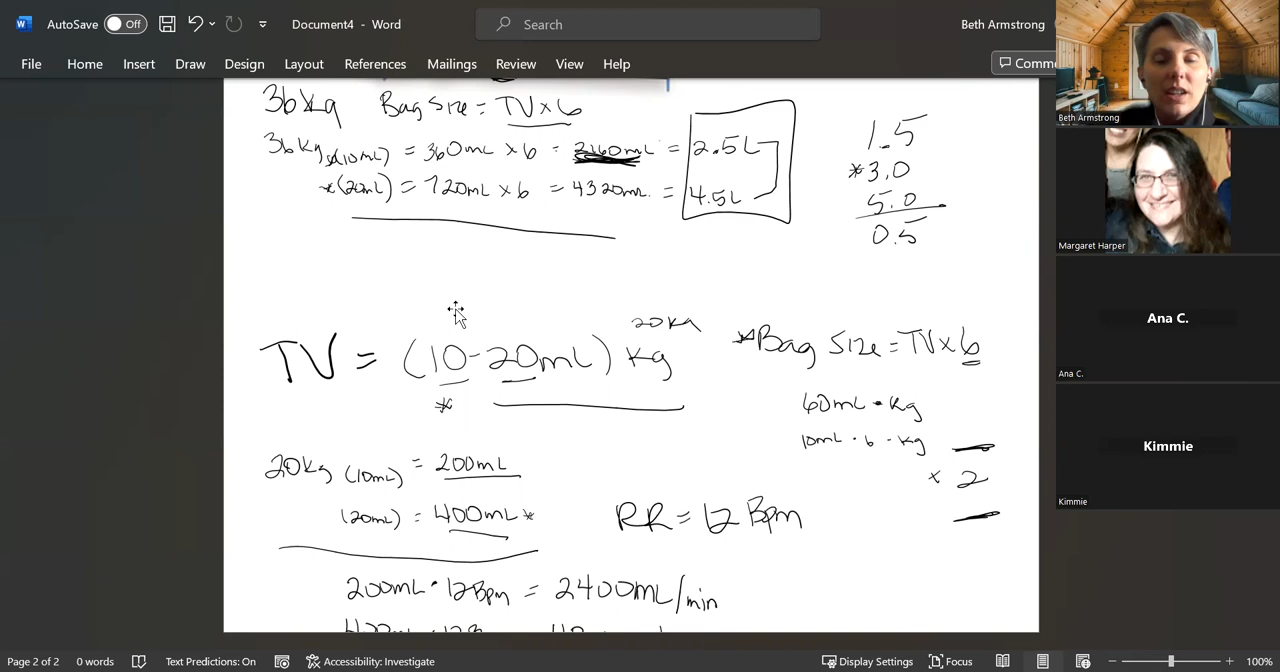 AutoSave Off Document4 - Word Search Beth Armstrong
File Home Insert Draw Design Layout References Mailings Review View Help Comme
36kg Bag Size = TV x 6
36kg (10mL) = 360mL x 6 = 2160mL = 2.5L
*(20mL) = 720mL x 6 = 4320mL = 4.5L
1.5
*3.0
5.0
0.5
TV = (10-20mL) kg
20kg
*
*Bag Size = TV x 6
60mL • kg
10mL • 6 • kg
x 2
20kg (10mL) = 200mL
(20mL) = 400mL *
RR = 12 Bpm
200mL • 12Bpm = 2400mL/min
Beth Armstrong
Margaret Harper
Ana C.
Ana C.
Kimmie
Kimmie
Page 2 of 2 0 words Text Predictions: On Accessibility: Investigate Display Settings Focus 100%